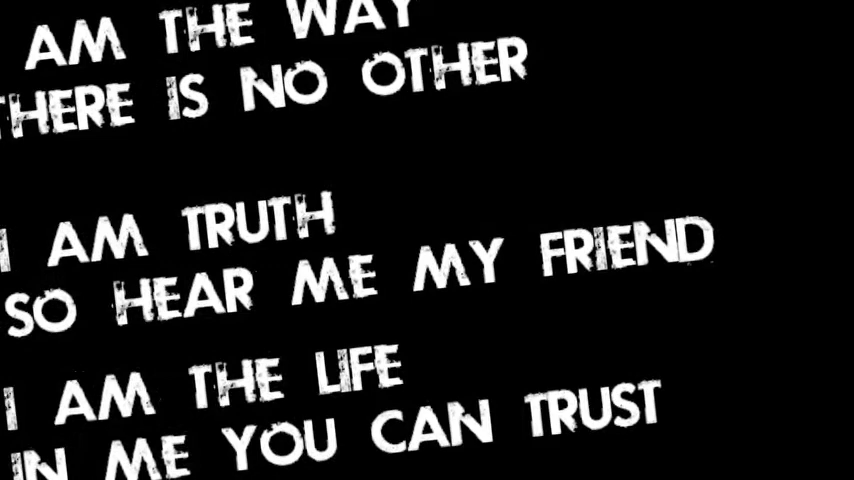 AM THE WAY
THERE IS NO OTHER
I AM TRUTH
SO HEAR ME MY FRIEND
I AM THE LIFE
IN ME YOU CAN TRUST